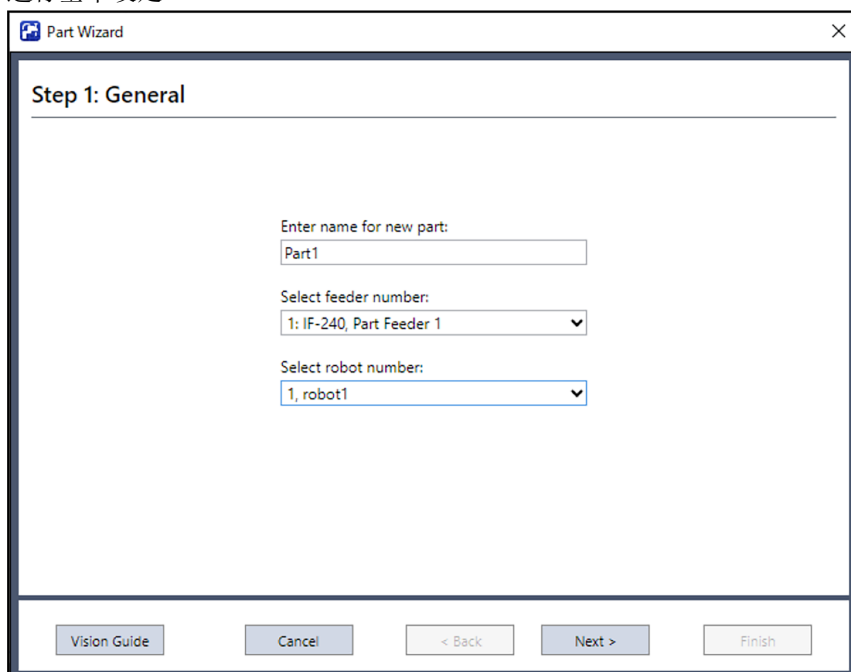 Part Wizard
Step 1: General
Enter name for new part:
Part1
Select feeder number:
1: IF-240, Part Feeder 1
Select robot number:
1, robot1
Vision Guide
Cancel
< Back
Next >
Finish